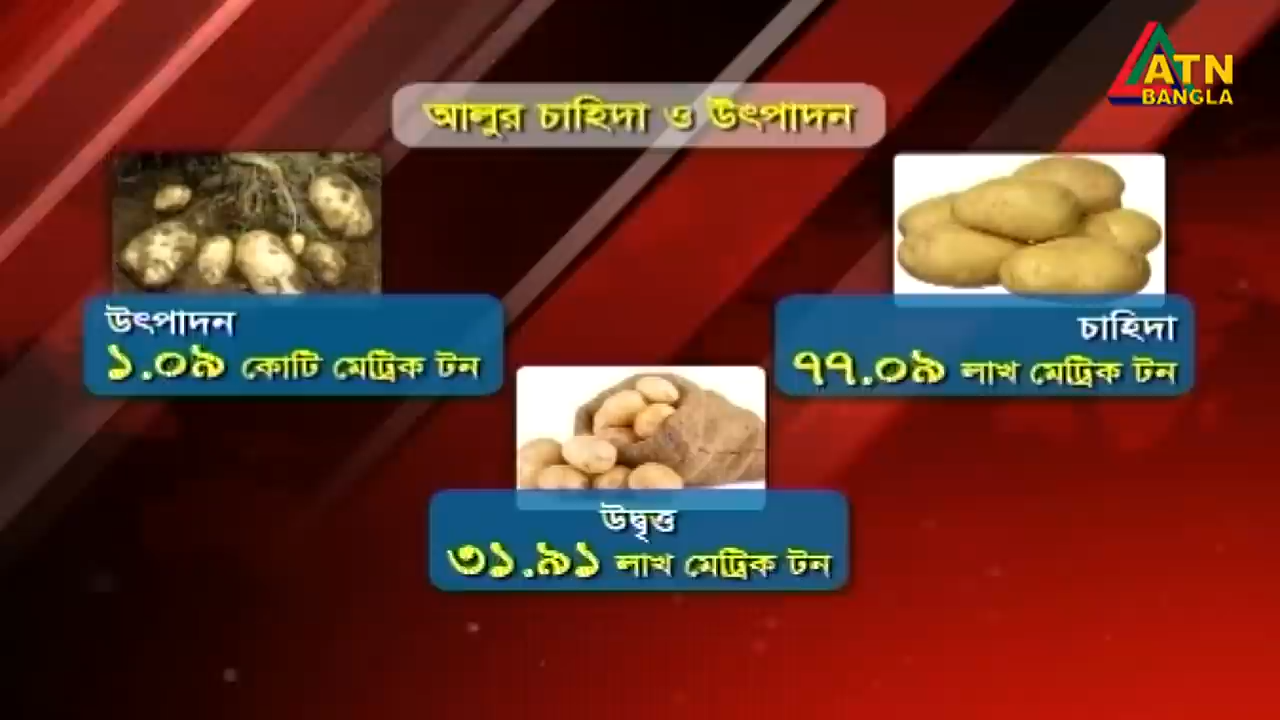 ATN
BANGLA
আলুর চাহিদা ও উৎপাদন
উৎপাদন
১.০৯ কোটি মেট্রিক টন
চাহিদা
৭৭.০৯ লাখ মেট্রিক টন
উদ্বৃত্ত
৩১.৯১ লাখ মেট্রিক টন